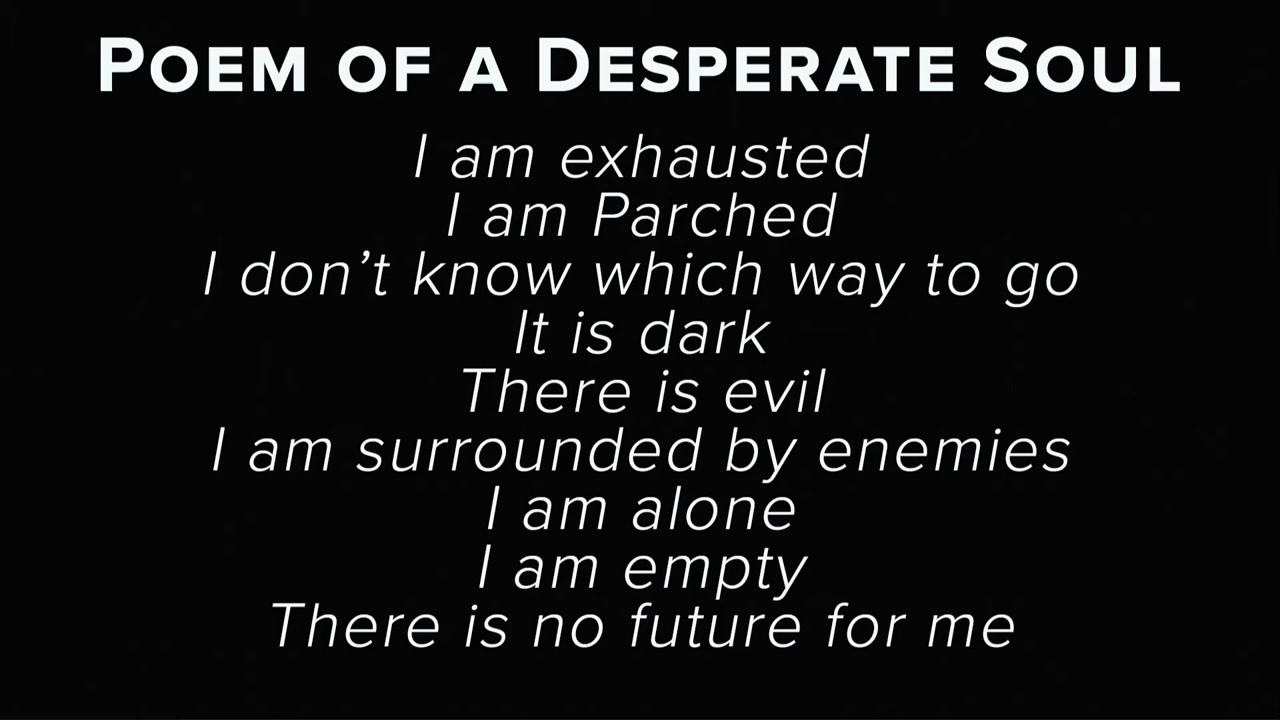 POEM OF A DESPERATE SOUL
I am exhausted
I am Parched
I don’t know which way to go
It is dark
There is evil
I am surrounded by enemies
I am alone
I am empty
There is no future for me